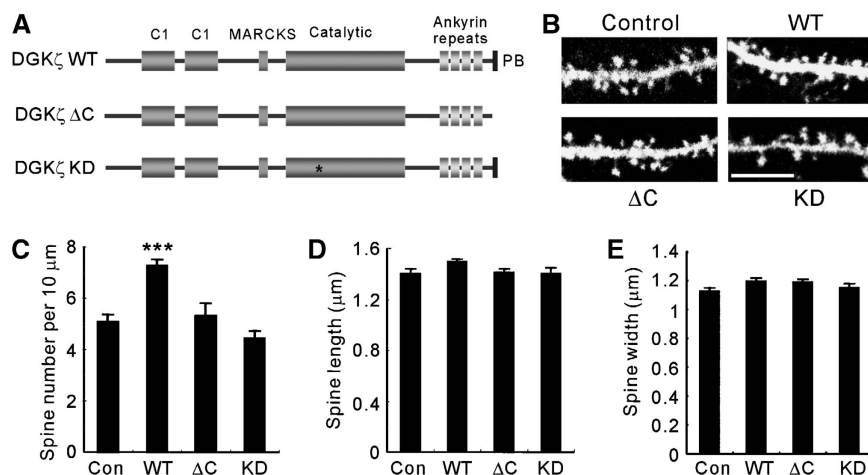 A
C1 C1 MARCKS Catalytic Ankyrin repeats
DGKζ WT PB
DGKζ ΔC
DGKζ KD
*
B
Control WT
ΔC KD
C
Spine number per 10 μm
8
6
4
2
0
***
Con WT ΔC KD
D
Spine length (μm)
1.6
1.2
0.8
0.4
0
Con WT ΔC KD
E
Spine width (μm)
1.4
1.2
1
0.8
0.6
0.4
0.2
0
Con WT ΔC KD